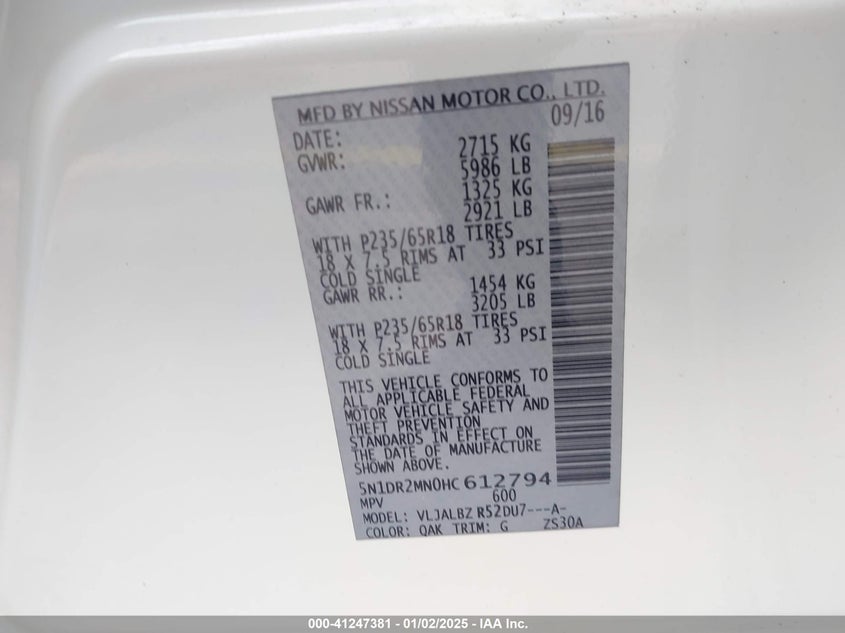 MFD BY NISSAN MOTOR CO., LTD.
DATE: 09/16
GVWR: 2715 KG
5986 LB
GAWR FR.: 1325 KG
2921 LB
WITH P235/65R18 TIRES
18 X 7.5 RIMS AT 33 PSI
COLD SINGLE
GAWR RR.: 1454 KG
3205 LB
WITH P235/65R18 TIRES
18 X 7.5 RIMS AT 33 PSI
COLD SINGLE
THIS VEHICLE CONFORMS TO
ALL APPLICABLE FEDERAL
MOTOR VEHICLE SAFETY AND
THEFT PREVENTION
STANDARDS IN EFFECT ON
THE DATE OF MANUFACTURE
SHOWN ABOVE.
5N1DR2MN0HC612794
MPV 600
MODEL: VLJALBZ R52DU7---A-
COLOR: QAK TRIM: G ZS30A
000-41247381 - 01/02/2025 - IAA Inc.